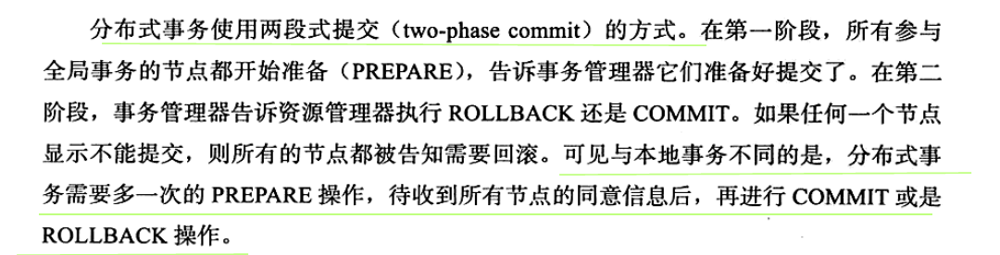 分布式事务使用两段式提交（two-phase commit）的方式。在第一阶段，所有参与
全局事务的节点都开始准备（PREPARE），告诉事务管理器它们准备好提交了。在第二
阶段，事务管理器告诉资源管理器执行 ROLLBACK 还是 COMMIT。如果任何一个节点
显示不能提交，则所有的节点都被告知需要回滚。可见与本地事务不同的是，分布式事
务需要多一次的 PREPARE 操作，待收到所有节点的同意信息后，再进行 COMMIT 或是
ROLLBACK 操作。